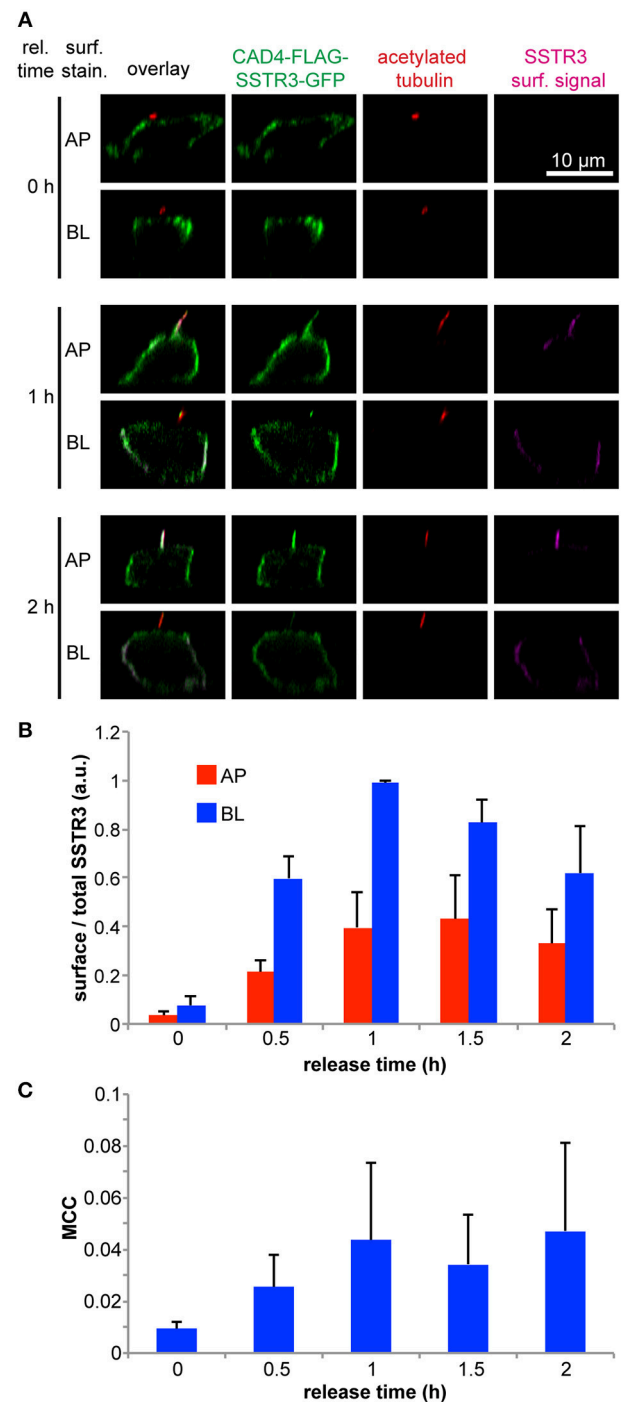 A
rel. time
surf. stain.
overlay
CAD4-FLAG-
SSTR3-GFP
acetylated
tubulin
SSTR3
surf. signal
0 h
AP
10 µm
BL
1 h
AP
BL
2 h
AP
BL
B
surface / total SSTR3 (a.u.)
1.2
1
0.8
0.6
0.4
0.2
0
AP
BL
0 0.5 1 1.5 2
release time (h)
C
MCC
0.1
0.08
0.06
0.04
0.02
0
0 0.5 1 1.5 2
release time (h)